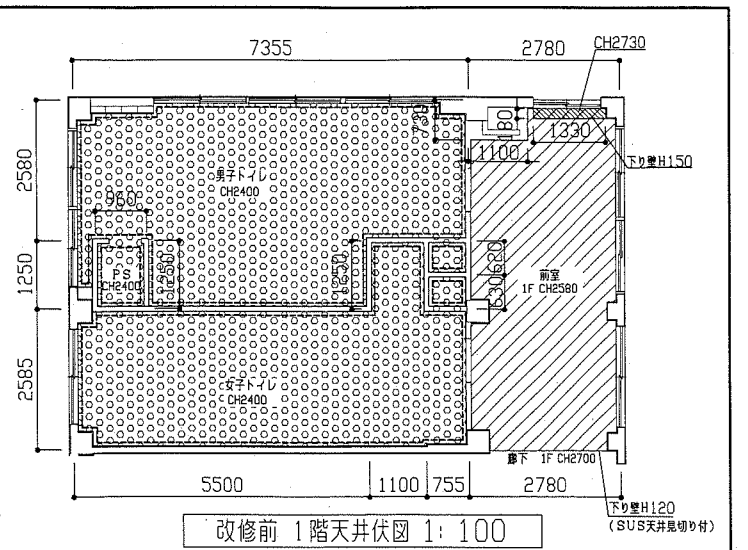 7355
2780
CH2730
2580
1250
2585
730
180
1330
1100
下り壁H150
男子トイレ
CH2400
960
PS
CH2400
1350
1250
620
630
前室
1F CH2580
女子トイレ
CH2400
廊下 1F CH2700
5500
1100
755
2780
下り壁H120
(SUS天井見切り付)
改修前 1階天井伏図 1: 100